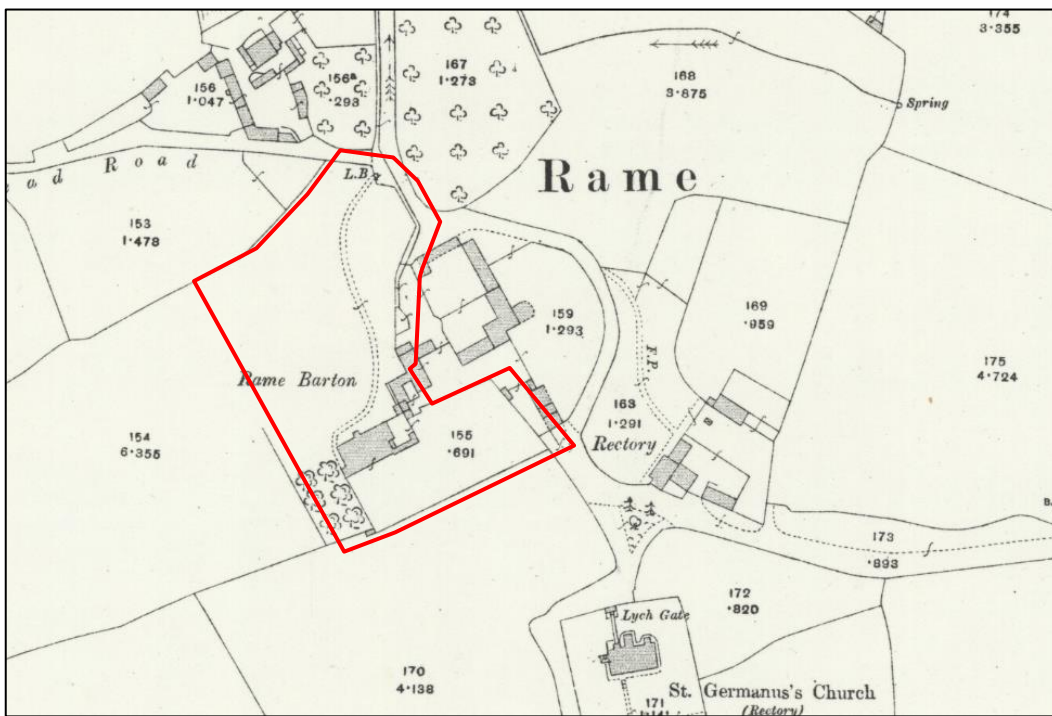 174
3·355
167
1·273
156
1·047
156a
·293
168
3·875
Spring
Road
L.B.
Rame
153
1·478
159
1·293
169
·959
F.P.
175
4·724
Rame Barton
163
1·291
Rectory
154
6·355
155
·691
B.
173
·893
172
·820
Lych Gate
170
4·138
St. Germanus's Church
(Rectory)
171